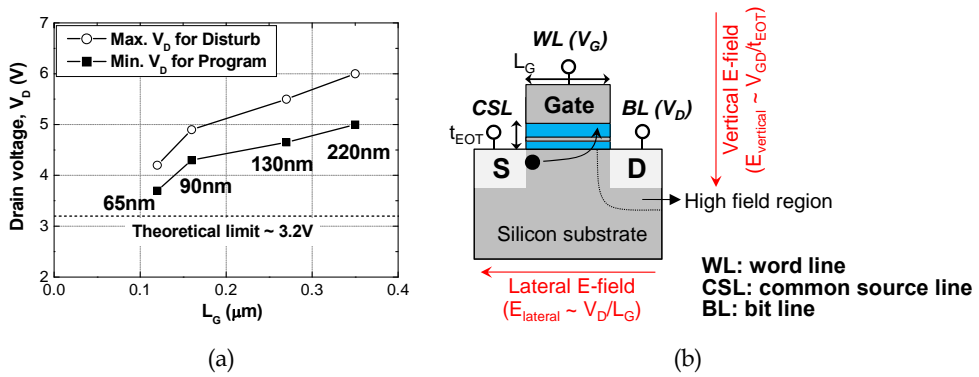 Max. V_D for Disturb
Min. V_D for Program
Drain voltage, V_D (V)
7
6
5
4
3
2
65nm
90nm
130nm
220nm
Theoretical limit ~ 3.2V
0.0
0.1
0.2
0.3
0.4
L_G (μm)
(a)
WL (V_G)
L_G
Gate
CSL
BL (V_D)
t_EOT
S
D
High field region
Silicon substrate
Vertical E-field
(E_vertical ~ V_GD/t_EOT)
Lateral E-field
(E_lateral ~ V_D/L_G)
WL: word line
CSL: common source line
BL: bit line
(b)